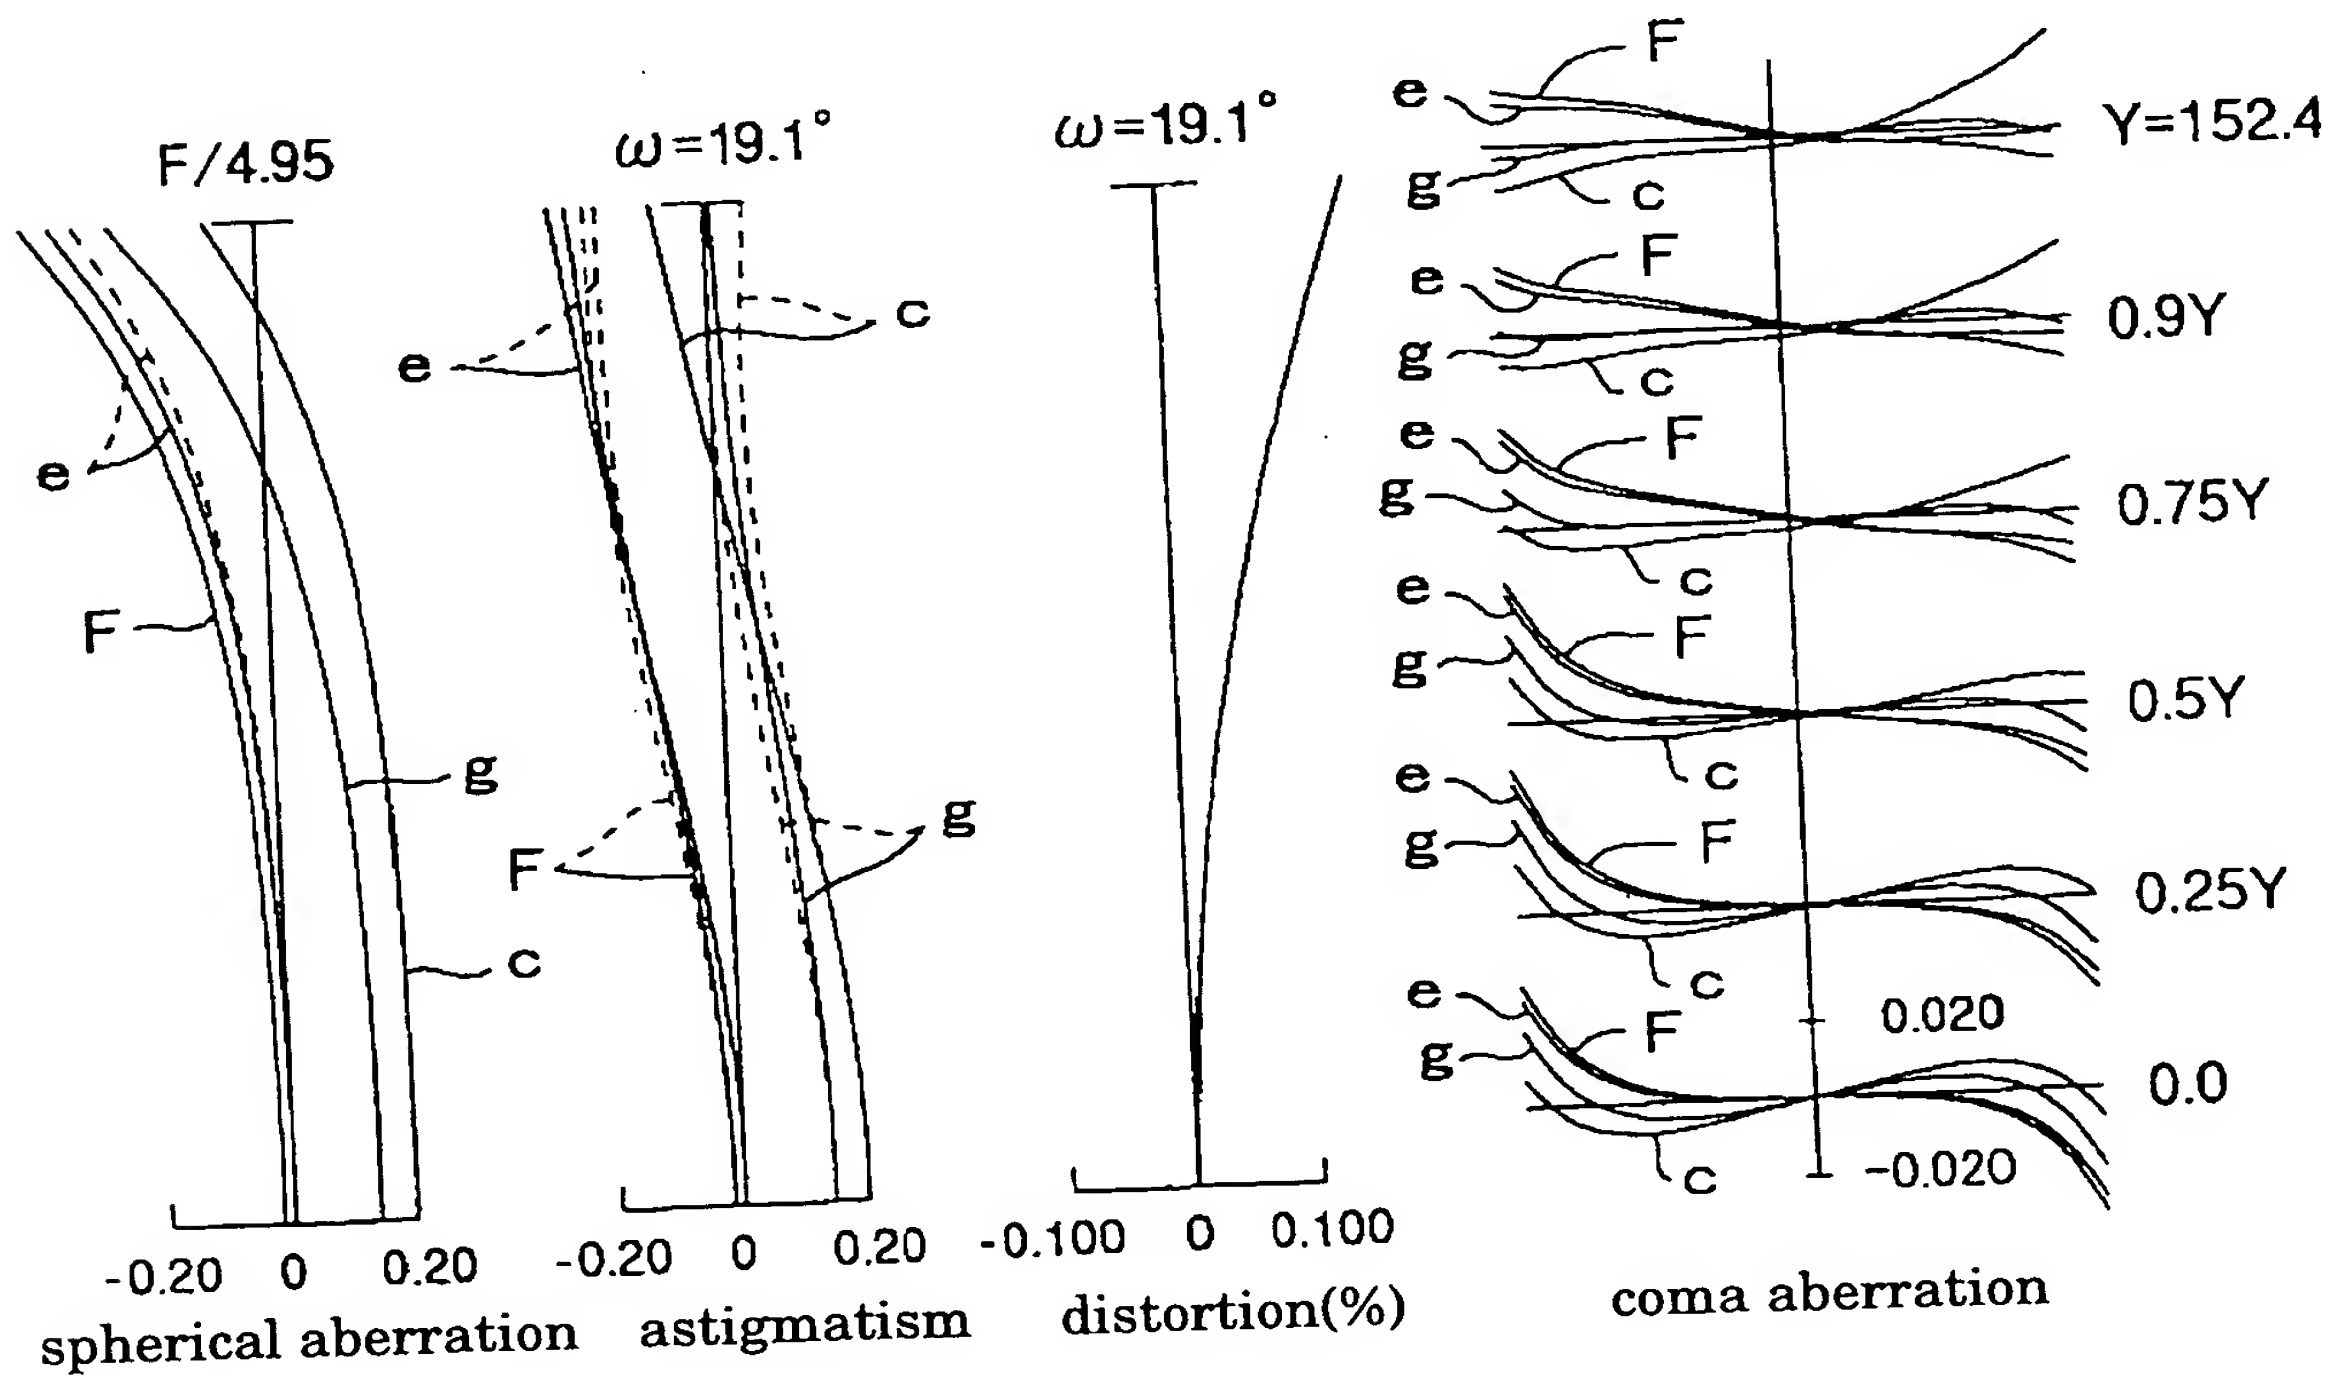 F/4.95
e
F
g
c
-0.20 0 0.20
spherical aberration
ω=19.1°
e
c
F
g
-0.20 0 0.20
astigmatism
ω=19.1°
-0.100 0 0.100
distortion(%)
F
e
g
c
Y=152.4
F
e
g
c
0.9Y
e
F
g
c
0.75Y
e
F
g
c
0.5Y
e
F
g
c
0.25Y
e
0.020
F
g
0.0
c
-0.020
coma aberration